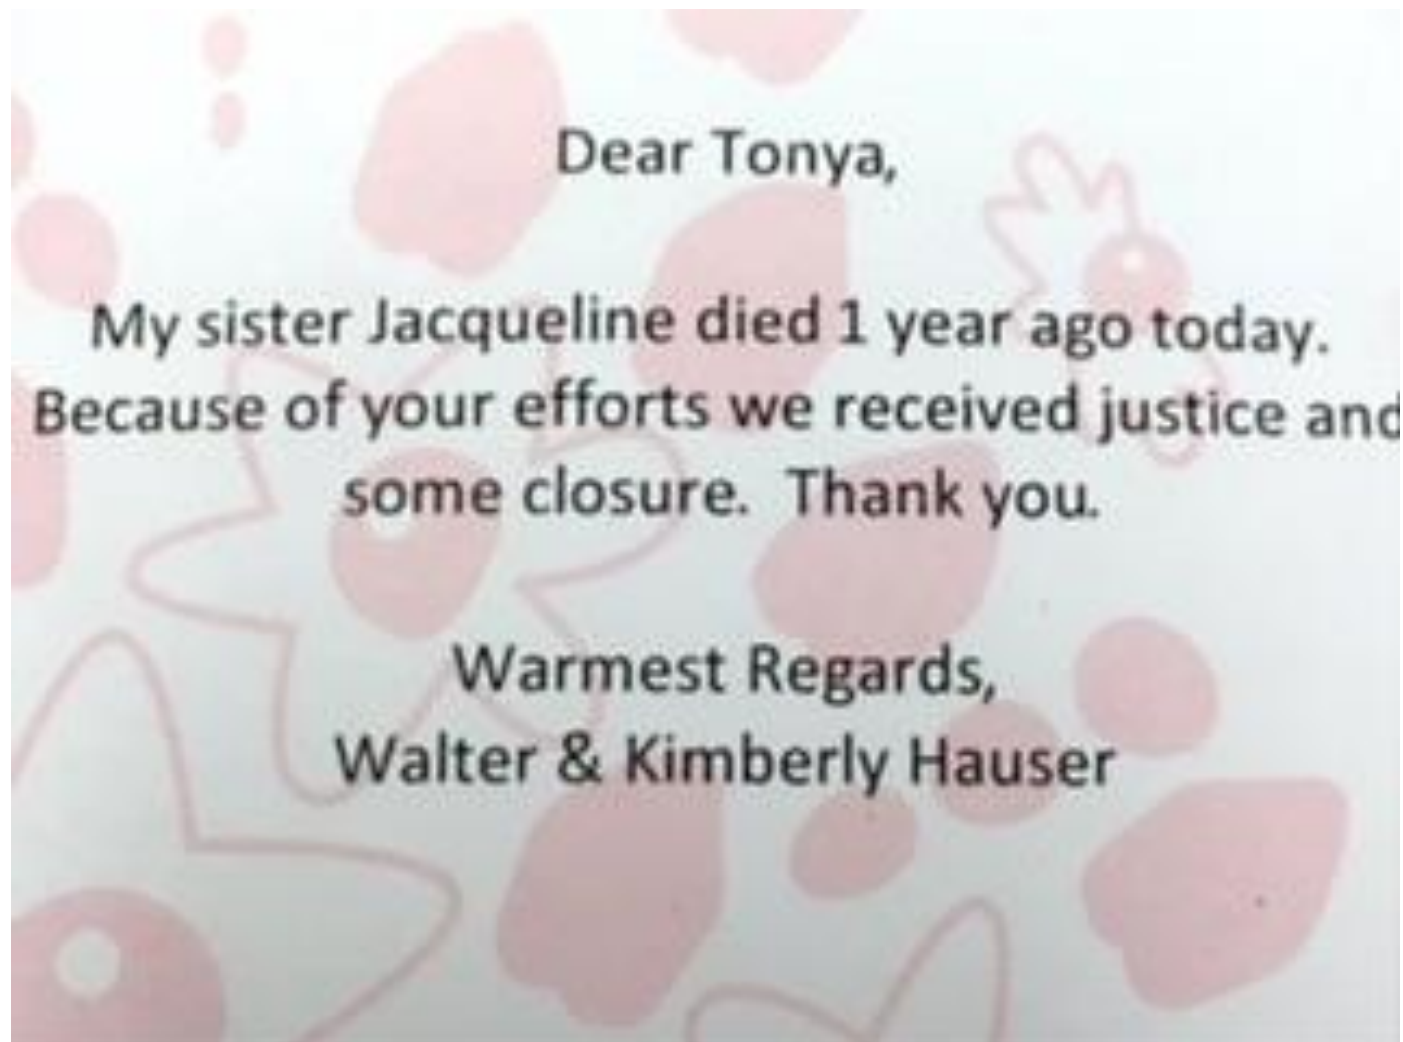 Dear Tonya,
My sister Jacqueline died 1 year ago today.
Because of your efforts we received justice and
some closure.  Thank you.
Warmest Regards,
Walter & Kimberly Hauser